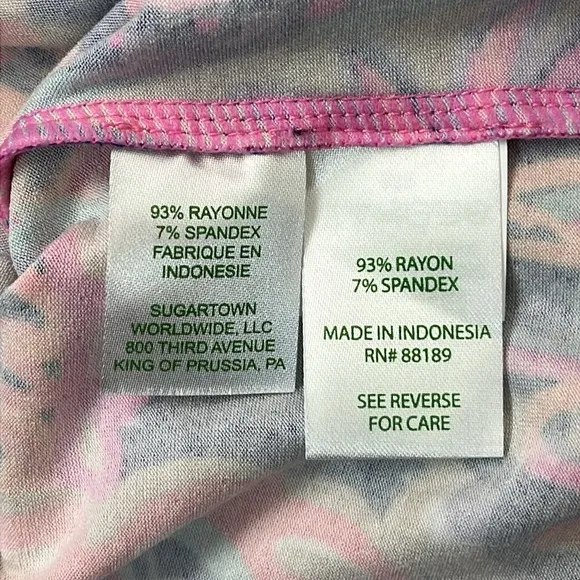 93% RAYONNE
7% SPANDEX
FABRIQUE EN
INDONESIE
SUGARTOWN
WORLDWIDE, LLC
800 THIRD AVENUE
KING OF PRUSSIA, PA
93% RAYON
7% SPANDEX
MADE IN INDONESIA
RN# 88189
SEE REVERSE
FOR CARE